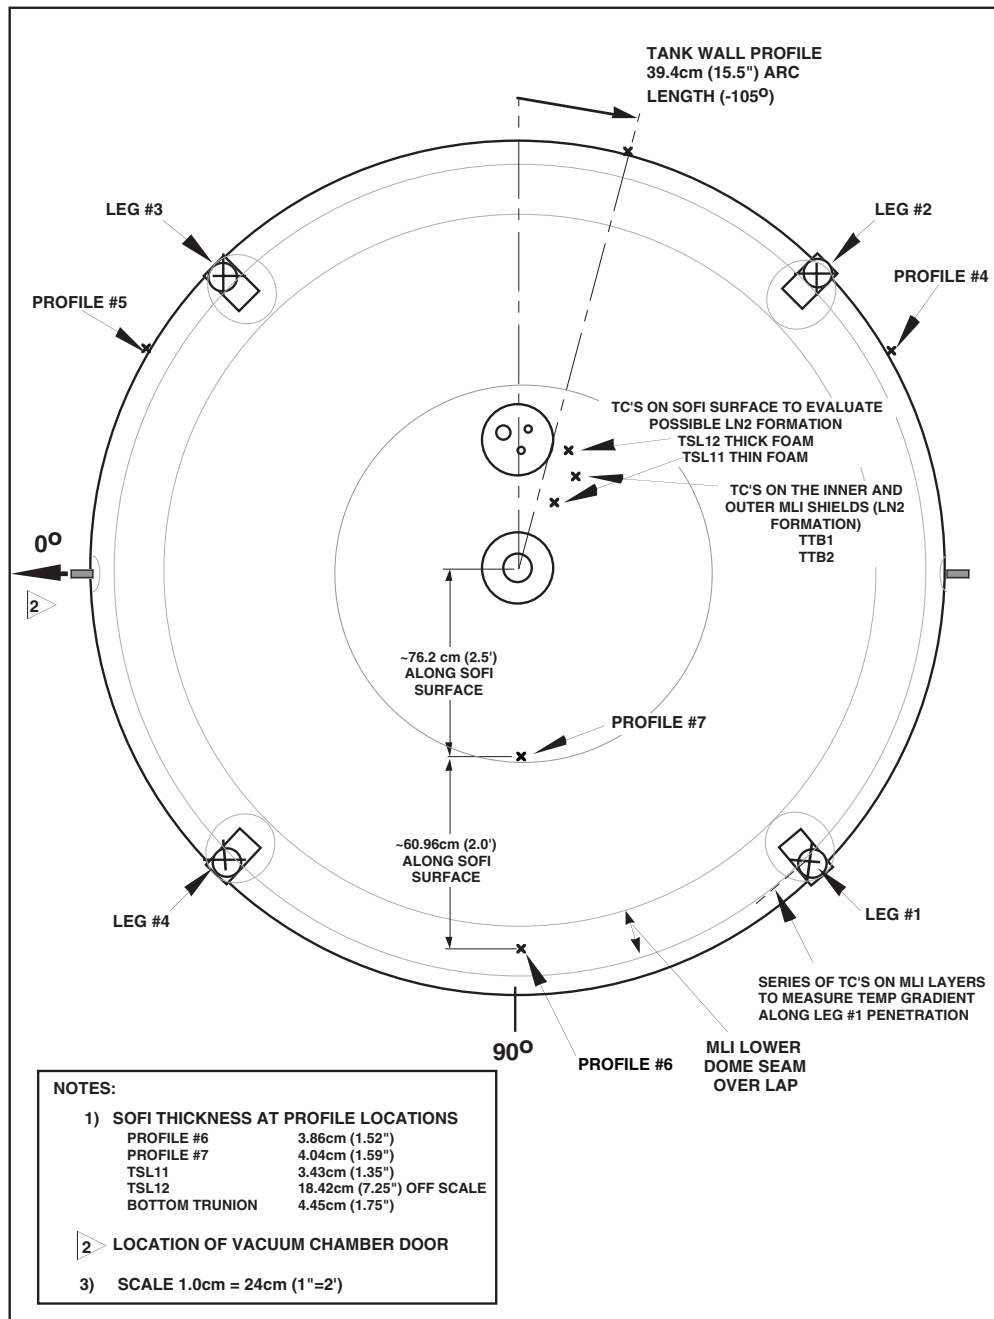 TANK WALL PROFILE
39.4cm (15.5") ARC
LENGTH (-105º)
LEG #3
LEG #2
PROFILE #5
PROFILE #4
TC'S ON SOFI SURFACE TO EVALUATE
POSSIBLE LN2 FORMATION
TSL12 THICK FOAM
TSL11 THIN FOAM
TC'S ON THE INNER AND
OUTER MLI SHIELDS (LN2
FORMATION)
TTB1
TTB2
0º
2
~76.2 cm (2.5')
ALONG SOFI
SURFACE
PROFILE #7
~60.96cm (2.0')
ALONG SOFI
SURFACE
LEG #4
LEG #1
SERIES OF TC'S ON MLI LAYERS
TO MEASURE TEMP GRADIENT
ALONG LEG #1 PENETRATION
90º
PROFILE #6
MLI LOWER
DOME SEAM
OVER LAP
NOTES:
1) SOFI THICKNESS AT PROFILE LOCATIONS
PROFILE #6 3.86cm (1.52")
PROFILE #7 4.04cm (1.59")
TSL11 3.43cm (1.35")
TSL12 18.42cm (7.25") OFF SCALE
BOTTOM TRUNION 4.45cm (1.75")
2 LOCATION OF VACUUM CHAMBER DOOR
3) SCALE 1.0cm = 24cm (1"=2')